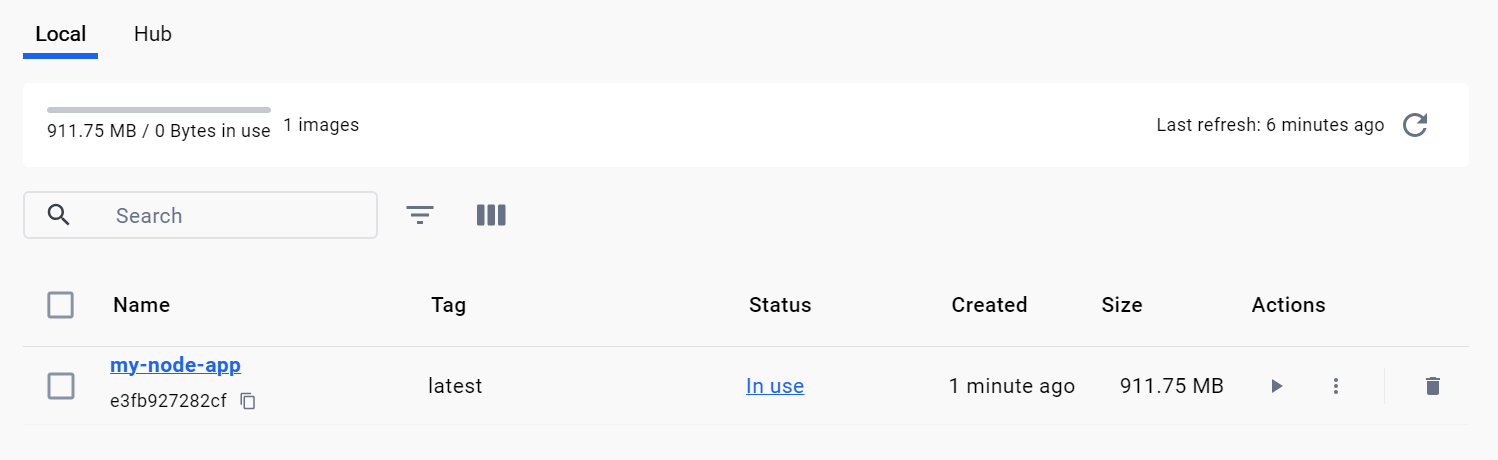 Local Hub
911.75 MB / 0 Bytes in use 1 images Last refresh: 6 minutes ago
Search
Name Tag Status Created Size Actions
my-node-app
e3fb927282cf
latest In use 1 minute ago 911.75 MB